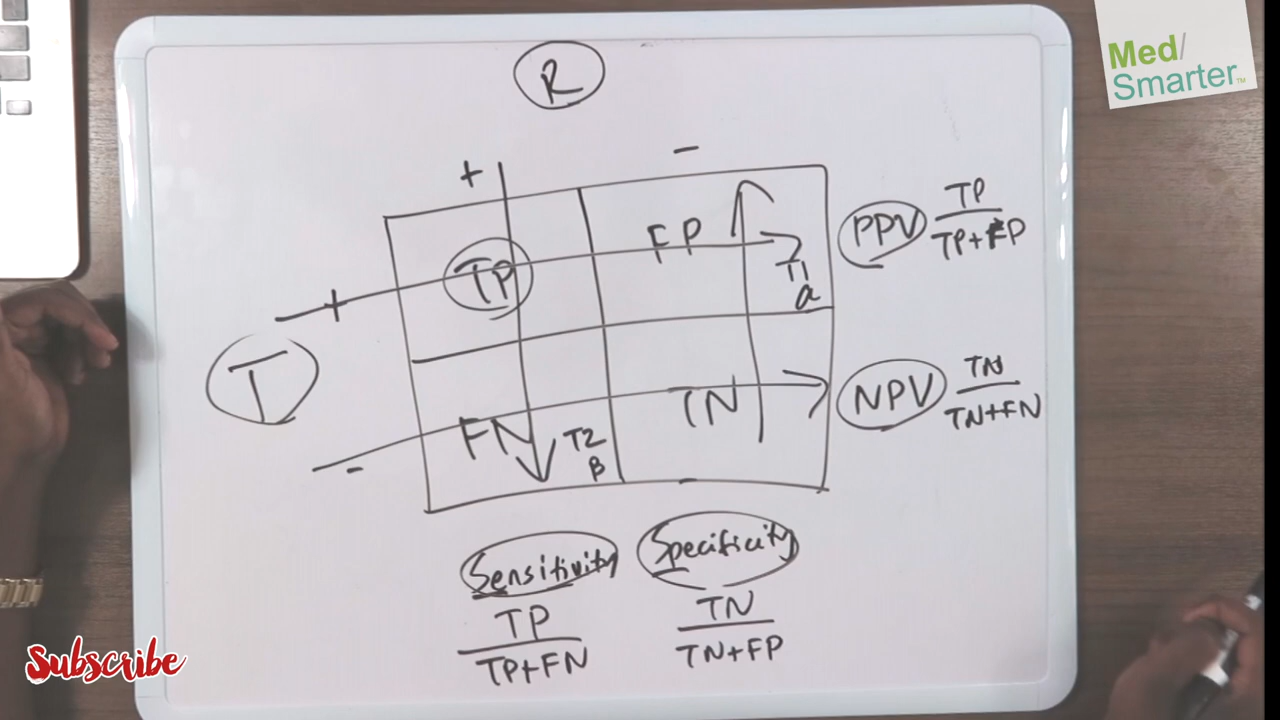 Med/
Smarter™
R
+
-
FP
PPV
TP
TP+FP
TP
T1
α
+
T
TN
NPV
TN
TN+FN
FN
T2
β
-
Sensitivity
Specificity
TP
TP+FN
TN
TN+FP
Subscribe